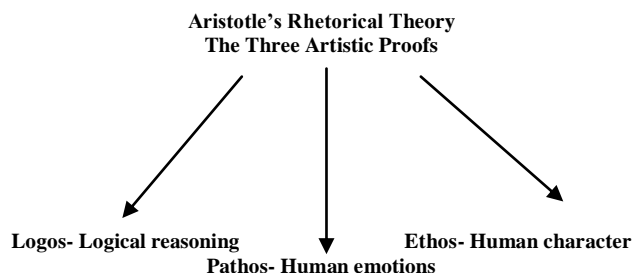 Aristotle's Rhetorical Theory
The Three Artistic Proofs
Logos- Logical reasoning
Pathos- Human emotions
Ethos- Human character